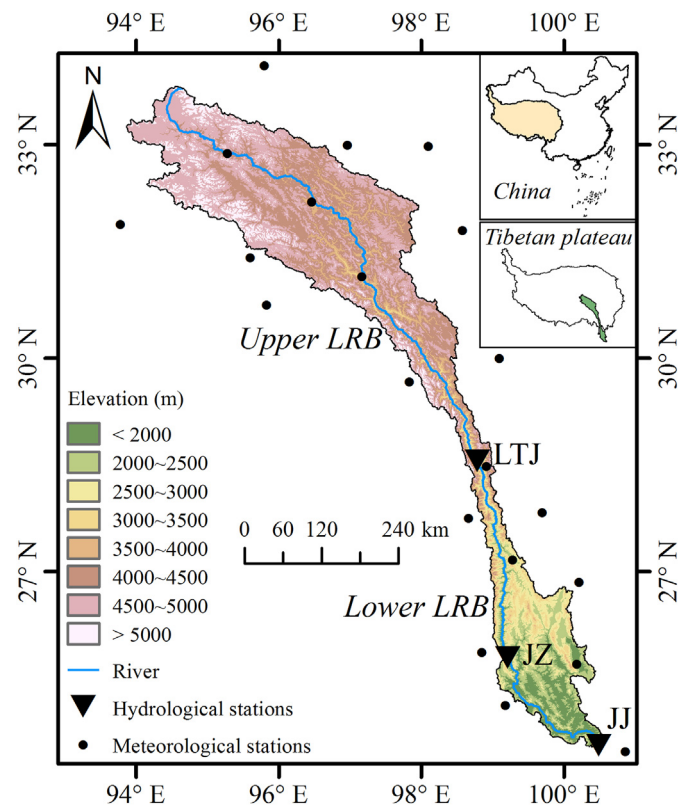 94° E 96° E 98° E 100° E
N
33° N
30° N
27° N
33° N
30° N
27° N
China
Tibetan plateau
Upper LRB
Lower LRB
LTJ
JZ
JJ
Elevation (m)
< 2000
2000~2500
2500~3000
3000~3500
3500~4000
4000~4500
4500~5000
> 5000
River
Hydrological stations
Meteorological stations
0 60 120 240 km
94° E 96° E 98° E 100° E